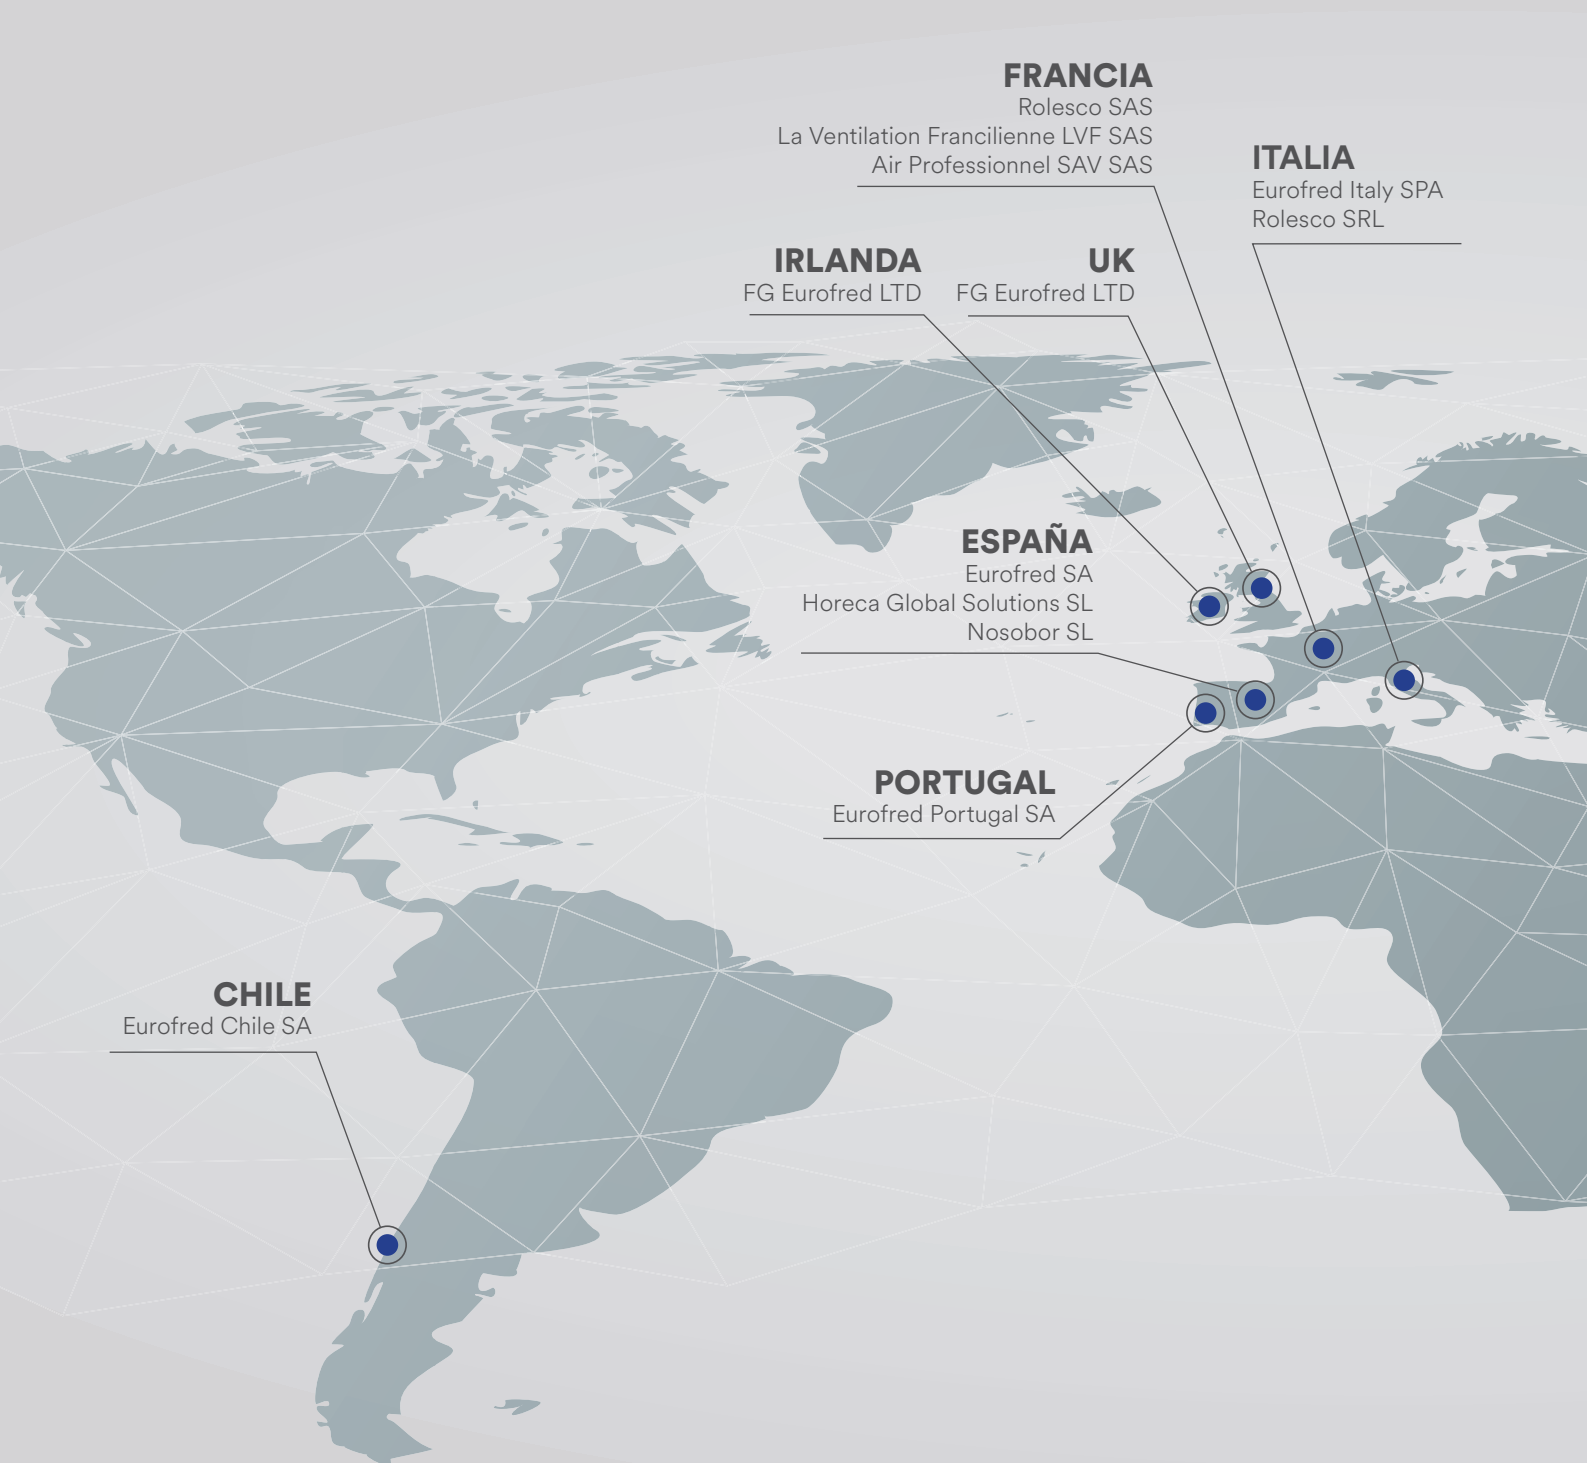 FRANCIA
Rolesco SAS
La Ventilation Francilienne LVF SAS
Air Professionnel SAV SAS
ITALIA
Eurofred Italy SPA
Rolesco SRL
IRLANDA
FG Eurofred LTD
UK
FG Eurofred LTD
ESPAÑA
Eurofred SA
Horeca Global Solutions SL
Nosobor SL
PORTUGAL
Eurofred Portugal SA
CHILE
Eurofred Chile SA